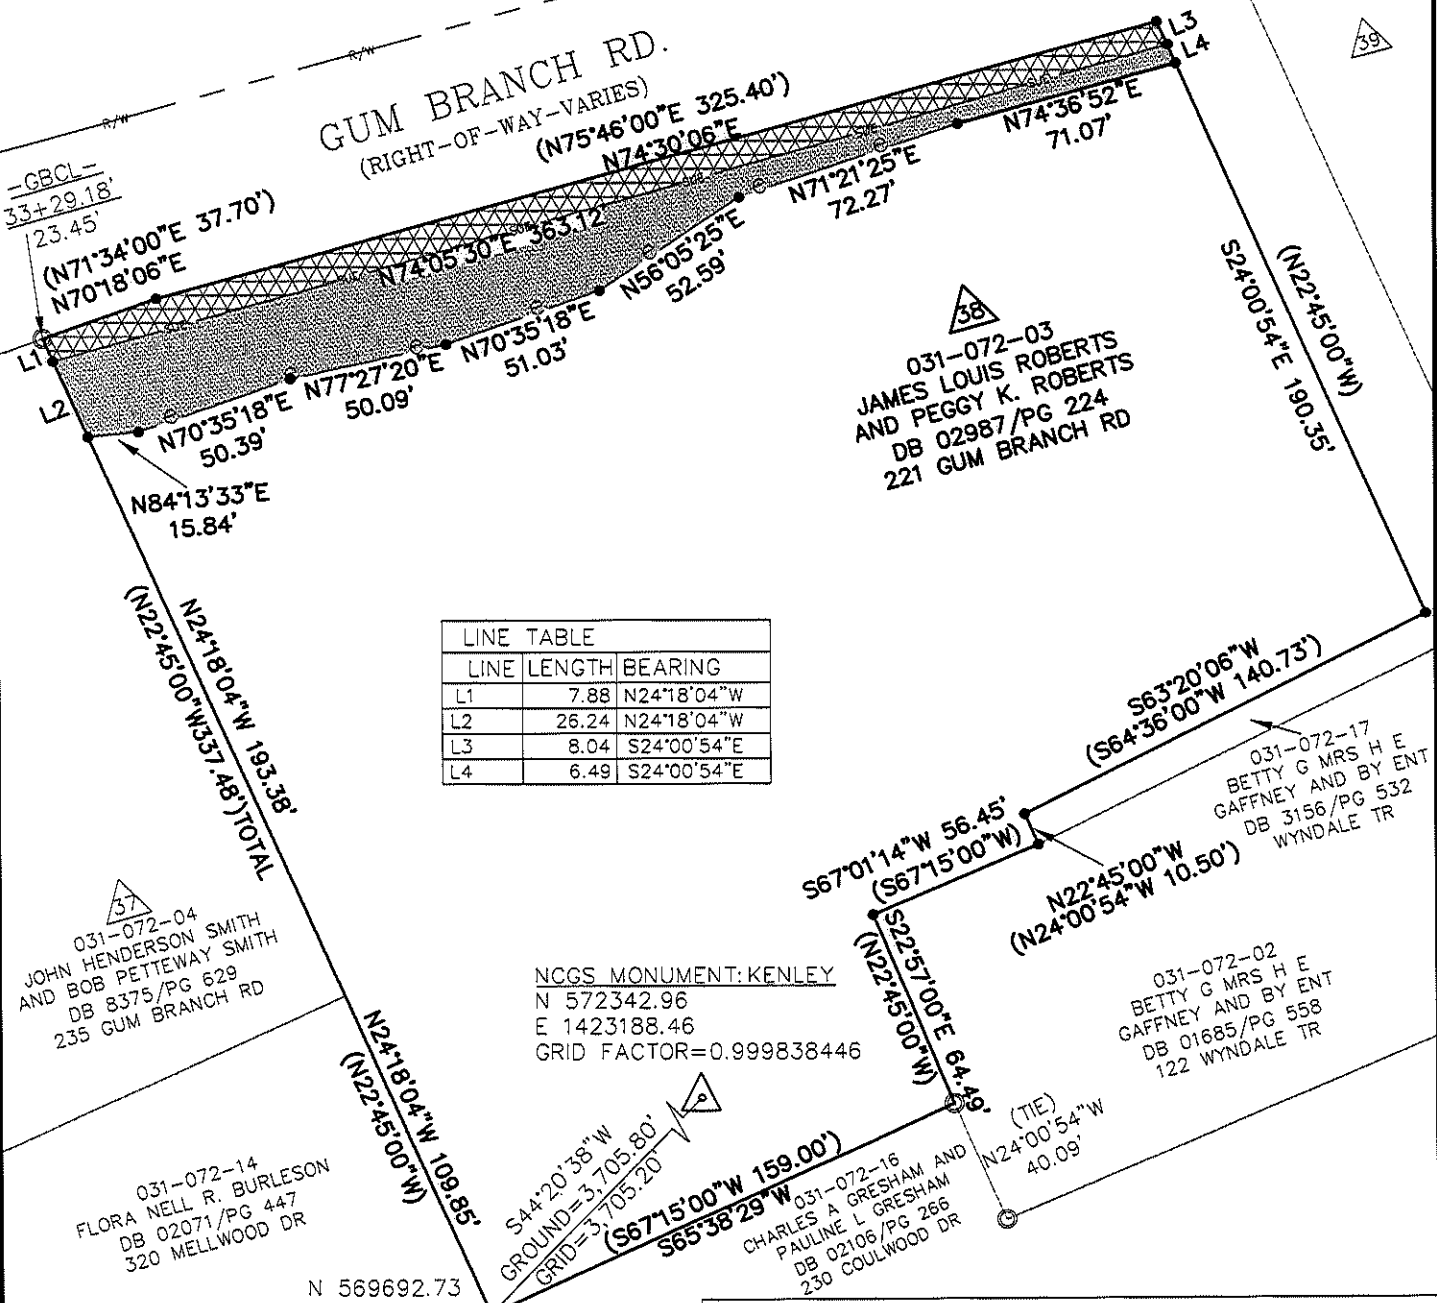 R/W
R/W
R/W
GUM BRANCH RD.
(RIGHT-OF-WAY-VARIES)
(N75°46'00"E 325.40')
N74°30'06"E
L3
L4
39
-GBCL-
33+29.18'
23.45'
(N71°34'00"E 37.70')
N70°18'06"E
N74°05'30"E 363.12'
SUE
SUE
SUE
SUE
SUE
SUE
N74°36'52"E
71.07'
N71°21'25"E
72.27'
N56°05'25"E
52.59'
N70°35'18"E
51.03'
N77°27'20"E
50.09'
N70°35'18"E
50.39'
N84°13'33"E
15.84'
L1
L2
38
031-072-03
JAMES LOUIS ROBERTS
AND PEGGY K. ROBERTS
DB 02987/PG 224
221 GUM BRANCH RD
(N22°45'00"W)
S24°00'54"E 190.35'
N24°18'04"W 193.38'
(N22°45'00"W337.48')TOTAL
LINE TABLE
LINE LENGTH BEARING
L1 7.88 N24°18'04"W
L2 26.24 N24°18'04"W
L3 8.04 S24°00'54"E
L4 6.49 S24°00'54"E
S63°20'06"W
(S64°36'00"W 140.73')
031-072-17
BETTY G MRS H E
GAFFNEY AND BY ENT
DB 3156/PG 532
WYNDALE TR
S67°01'14"W 56.45'
(S67°15'00"W)
N22°45'00"W
(N24°00'54"W 10.50')
37
031-072-04
JOHN HENDERSON SMITH
AND BOB PETTEWAY SMITH
DB 8375/PG 629
235 GUM BRANCH RD
NCGS MONUMENT: KENLEY
N 572342.96
E 1423188.46
GRID FACTOR=0.999838446
S22°57'00"E 64.49'
(N22°45'00"W)
031-072-02
BETTY G MRS H E
GAFFNEY AND BY ENT
DB 01685/PG 558
122 WYNDALE TR
N24°18'04"W 109.85'
(N22°45'00"W)
(TIE)
N24°00'54"W
40.09'
031-072-14
FLORA NELL R. BURLESON
DB 02071/PG 447
320 MELLWOOD DR
S44°20'38"W
GROUND=3,705.80'
GRID=3,705.20'
(S67°15'00"W 159.00')
S65°38'29"W
031-072-16
CHARLES A GRESHAM AND
PAULINE L GRESHAM
DB 02106/PG 266
230 COULWOOD DR
N 569692.73